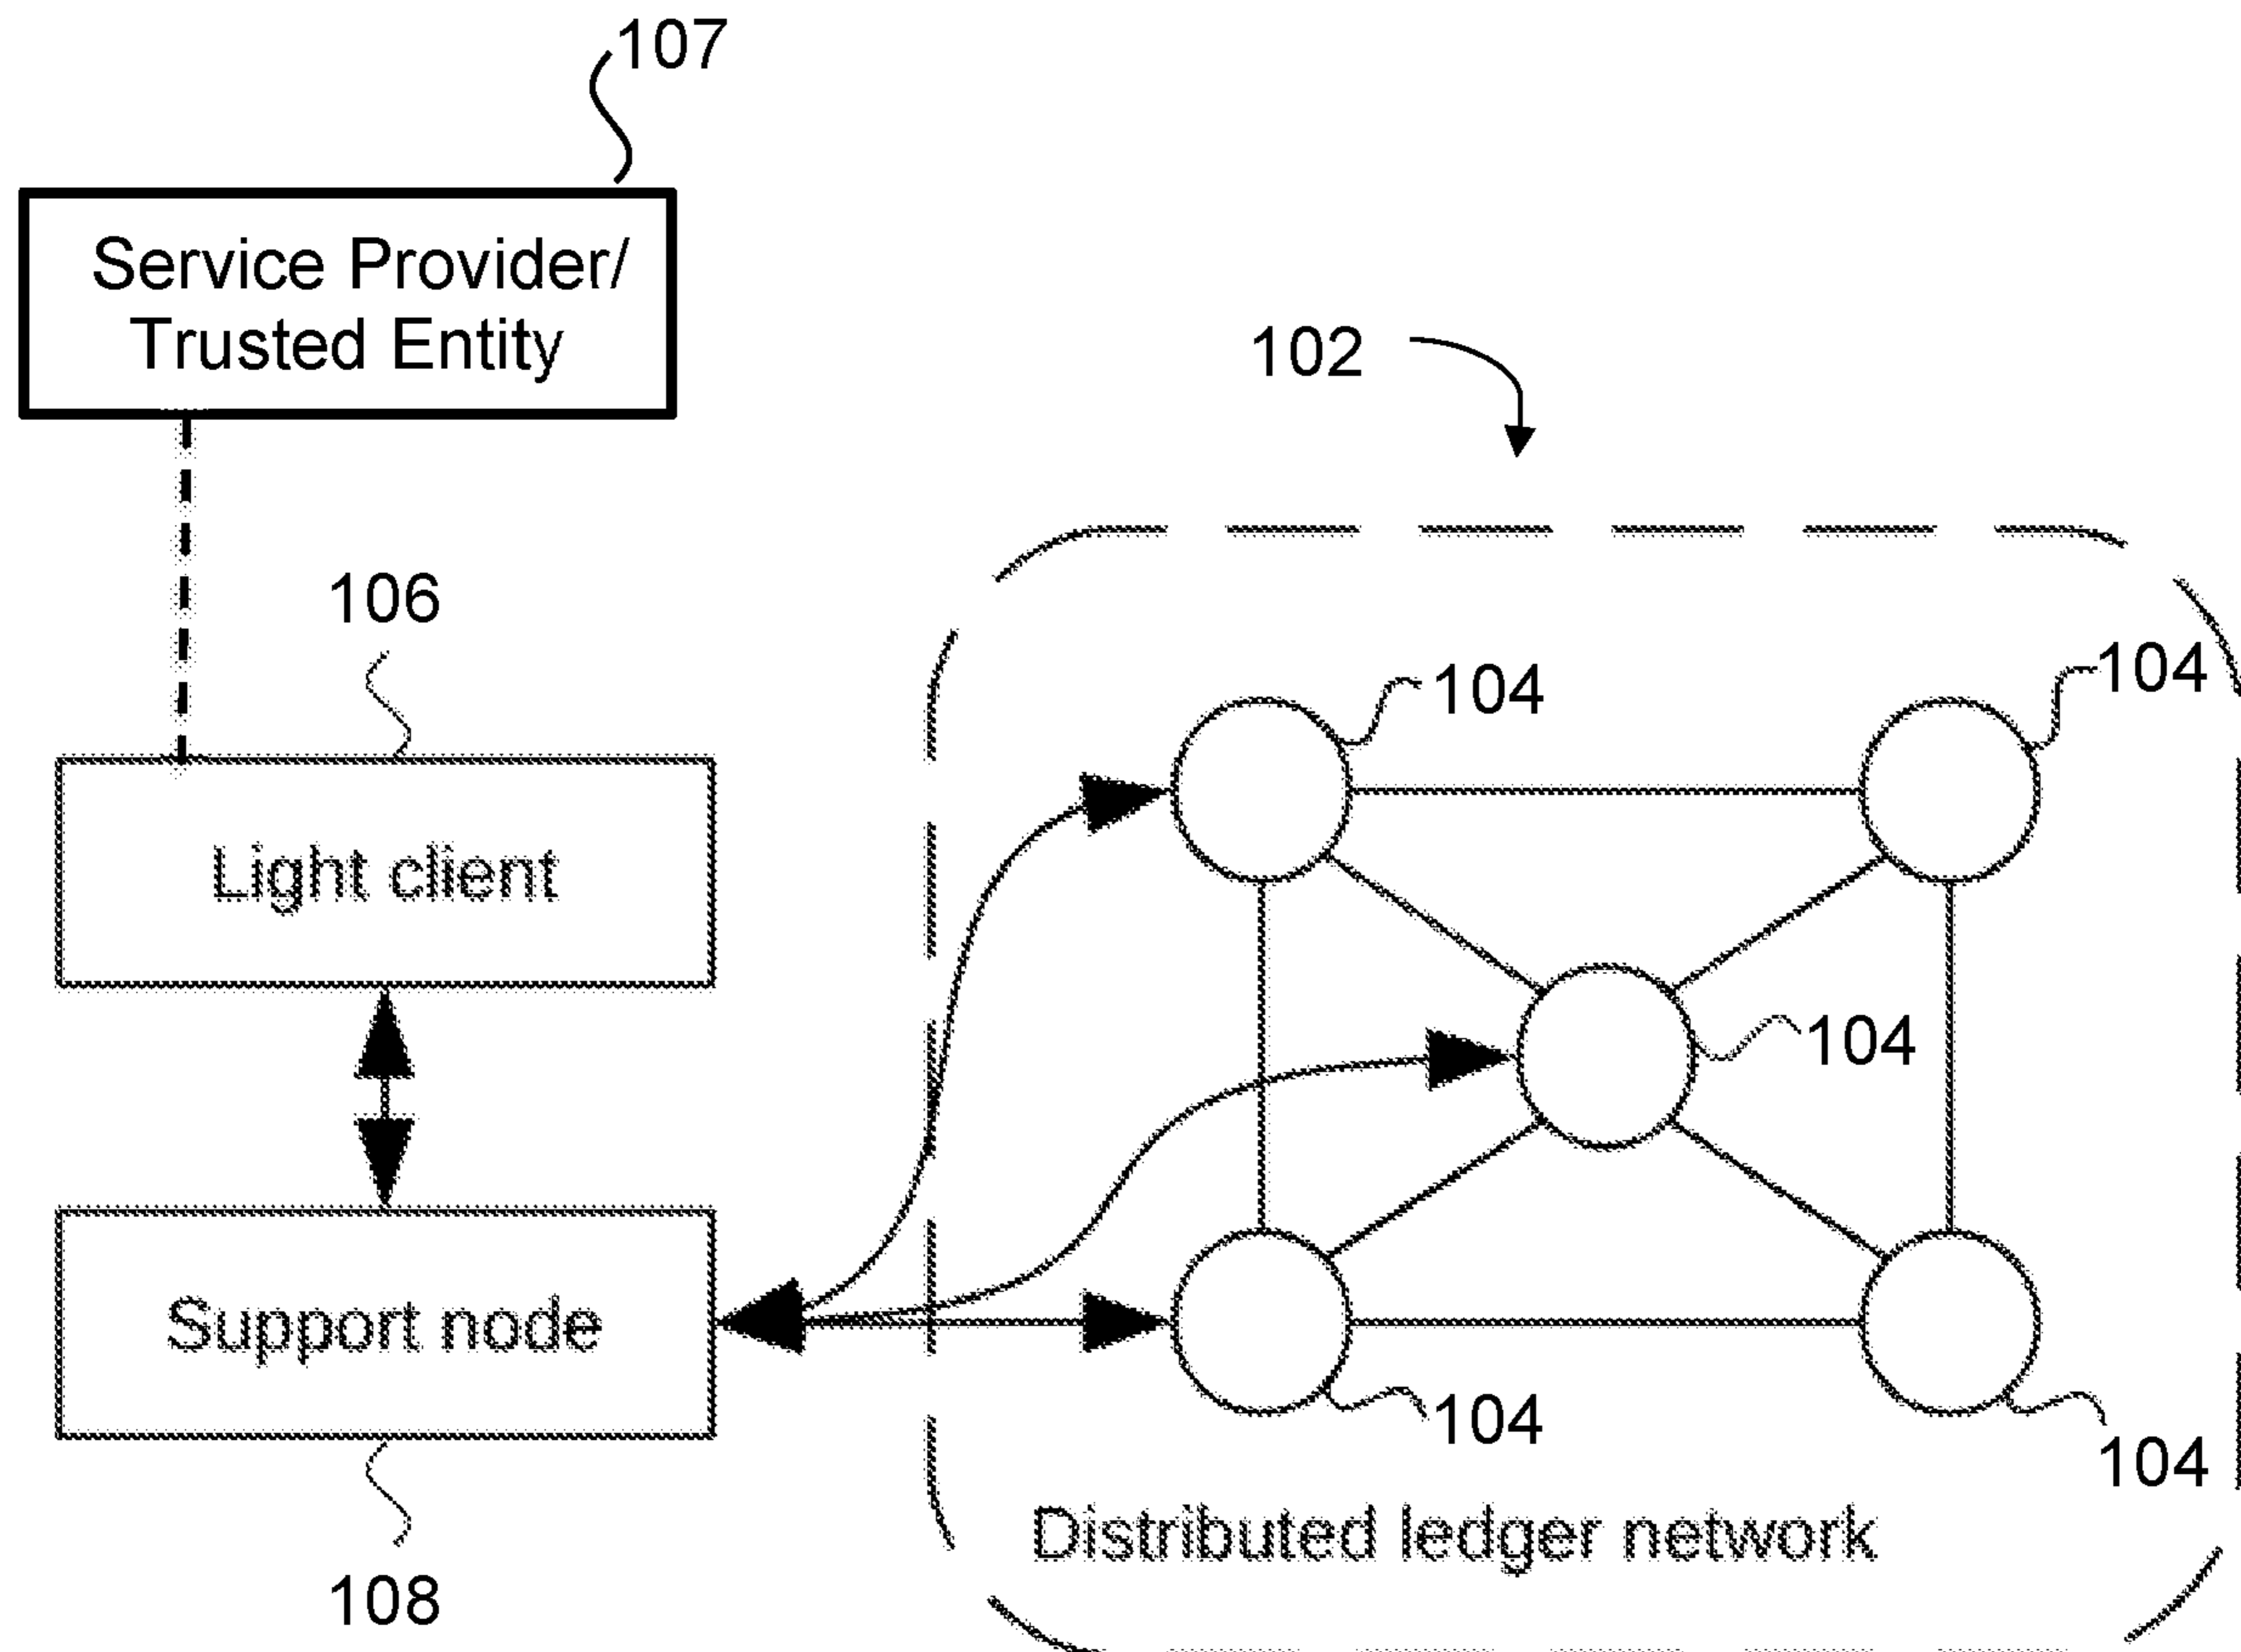 107
Service Provider/
Trusted Entity
102
106
104
104
Light client
104
Support node
104
104
Distributed ledger network
108